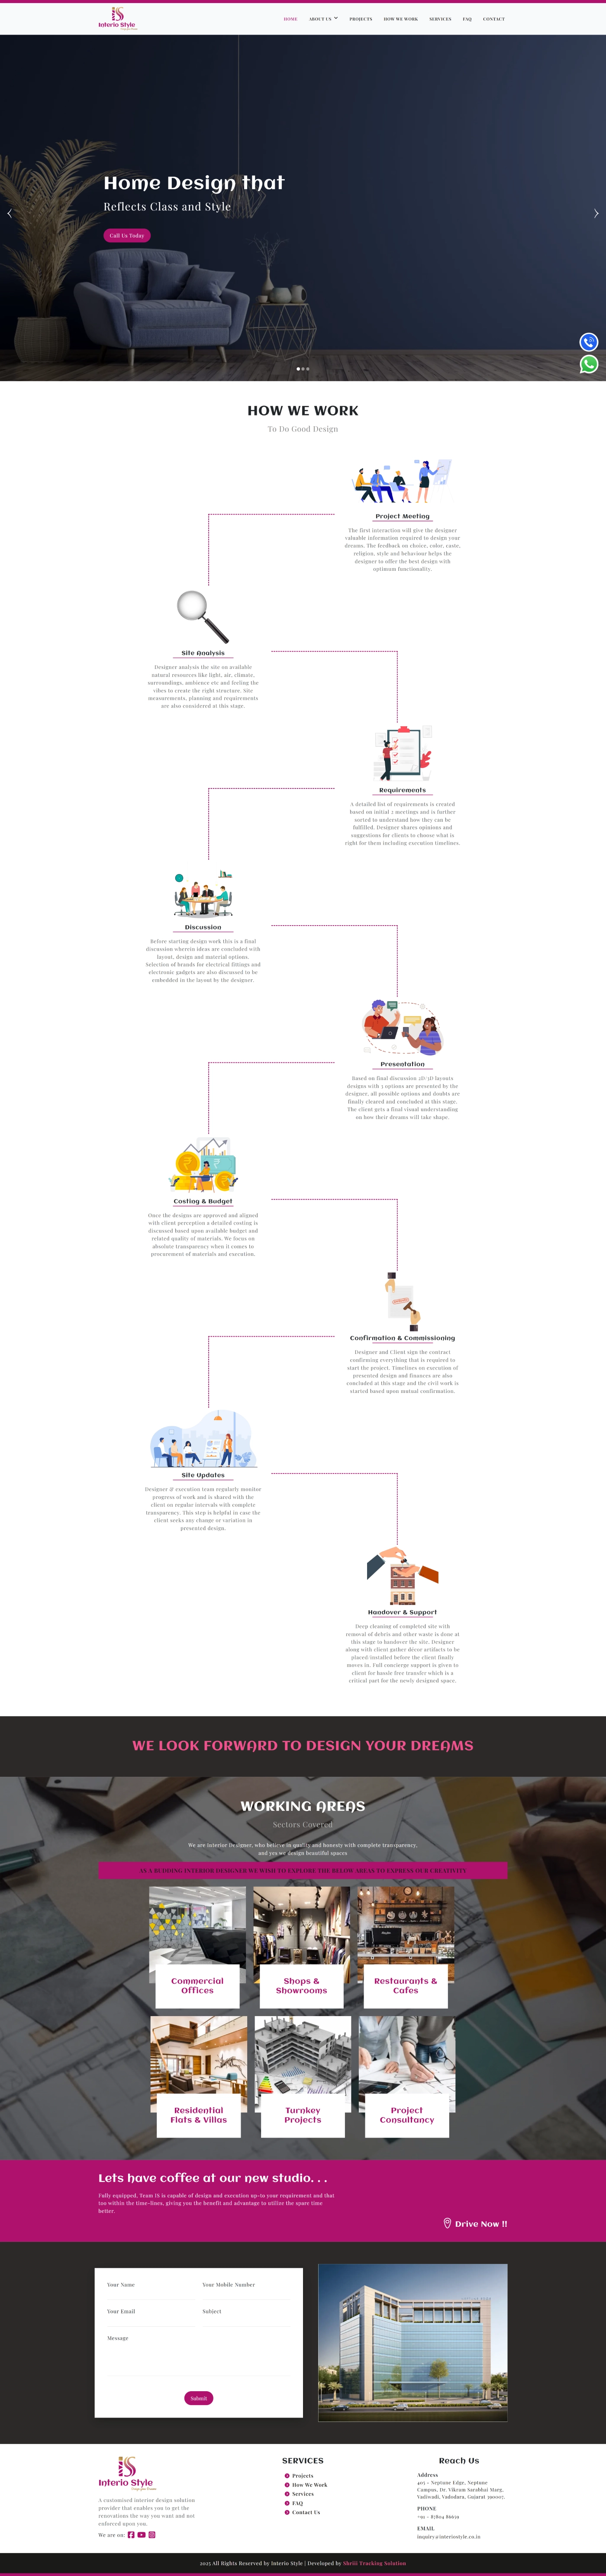 Interio Style
HOME
ABOUT US
PROJECTS
HOW WE WORK
SERVICES
FAQ
CONTACT
Home Design that
Reflects Class and Style
Call Us Today
HOW WE WORK
To Do Good Design
Project Meeting
The first interaction will give the designer
valuable information required to design your
dreams. The feedback on choice, color, caste,
religion, style and behaviour helps the
designer to offer the best design with
optimum functionality.
Site Analysis
Designer analysis the site on available
natural resources like light, air, climate,
surroundings, ambience etc and feeling the
vibes to create the right structure. Site
measurements, planning and requirements
are also considered at this stage.
Requirements
A detailed list of requirements is created
based on initial 2 meetings and is further
sorted to understand how they can be
fulfilled. Designer shares opinions and
suggestions for clients to choose what is
right for them including execution timelines.
Discussion
Before starting design work this is a final
discussion wherein ideas are concluded with
layout, design and material options.
Selection of brands for electrical fittings and
electronic gadgets are also discussed to be
embedded in the layout by the designer.
Presentation
Based on final discussion 2D/3D layouts
designs with 3 options are presented by the
designer, all possible options and doubts are
finally cleared and concluded at this stage.
The client gets a final visual understanding
on how their dreams will take shape.
Costing & Budget
Once the designs are approved and aligned
with client perception a detailed costing is
discussed based upon available budget and
related quality of materials. We focus on
absolute transparency when it comes to
procurement of materials and execution.
Confirmation & Commissioning
Designer and Client sign the contract
confirming everything that is required to
start the project. Timelines on execution of
presented design and finances are also
concluded at this stage and the civil work is
started based upon mutual confirmation.
Site Updates
Designer & execution team regularly monitor
progress of work and is shared with the
client on regular intervals with complete
transparency. This step is helpful in case the
client seeks any change or variation in
presented design.
Handover & Support
Deep cleaning of completed site with
removal of debris and other waste is done at
this stage to handover the site. Designer
along with client gather décor artifacts to be
placed/installed before the client finally
moves in. Full concierge support is given to
client for hassle free transfer which is a
critical part for the newly designed space.
WE LOOK FORWARD TO DESIGN YOUR DREAMS
WORKING AREAS
Sectors Covered
We are Interior Designer, who believe in quality and honesty with complete transparency,
and yes we design beautiful spaces
AS A BUDDING INTERIOR DESIGNER WE WISH TO EXPLORE THE BELOW AREAS TO EXPRESS OUR CREATIVITY
Commercial
Offices
Shops &
Showrooms
Restaurants &
Cafes
Residential
Flats & Villas
Turnkey
Projects
Project
Consultancy
Lets have coffee at our new studio. . .
Fully equipped, Team IS is capable of design and execution up-to your requirement and that
too within the time-lines, giving you the benefit and advantage to utilize the spare time
better.
Drive Now !!
Your Name
Your Mobile Number
Your Email
Subject
Message
Submit
Interio Style
A customised interior design solution
provider that enables you to get the
renovations the way you want and not
enforced upon you.
We are on:
SERVICES
Projects
How We Work
Services
FAQ
Contact Us
Reach Us
Address
405 - Neptune Edge, Neptune
Campus, Dr. Vikram Sarabhai Marg,
Vadiwadi, Vadodara, Gujarat 390007.
PHONE
+91 - 87804 86639
EMAIL
inquiry@interiostyle.co.in
2025 All Rights Reserved by Interio Style | Developed by Shriii Tracking Solution